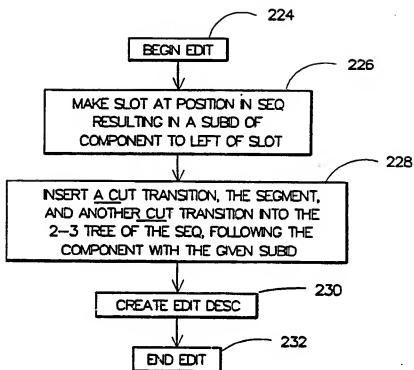 224
BEGIN EDIT
226
MAKE SLOT AT POSITION IN SEQ
RESULTING IN A SUBID OF
COMPONENT TO LEFT OF SLOT
228
INSERT A CUT TRANSITION, THE SEGMENT,
AND ANOTHER CUT TRANSITION INTO THE
2-3 TREE OF THE SEQ, FOLLOWING THE
COMPONENT WITH THE GIVEN SUBID
230
CREATE EDIT DESC
232
END EDIT